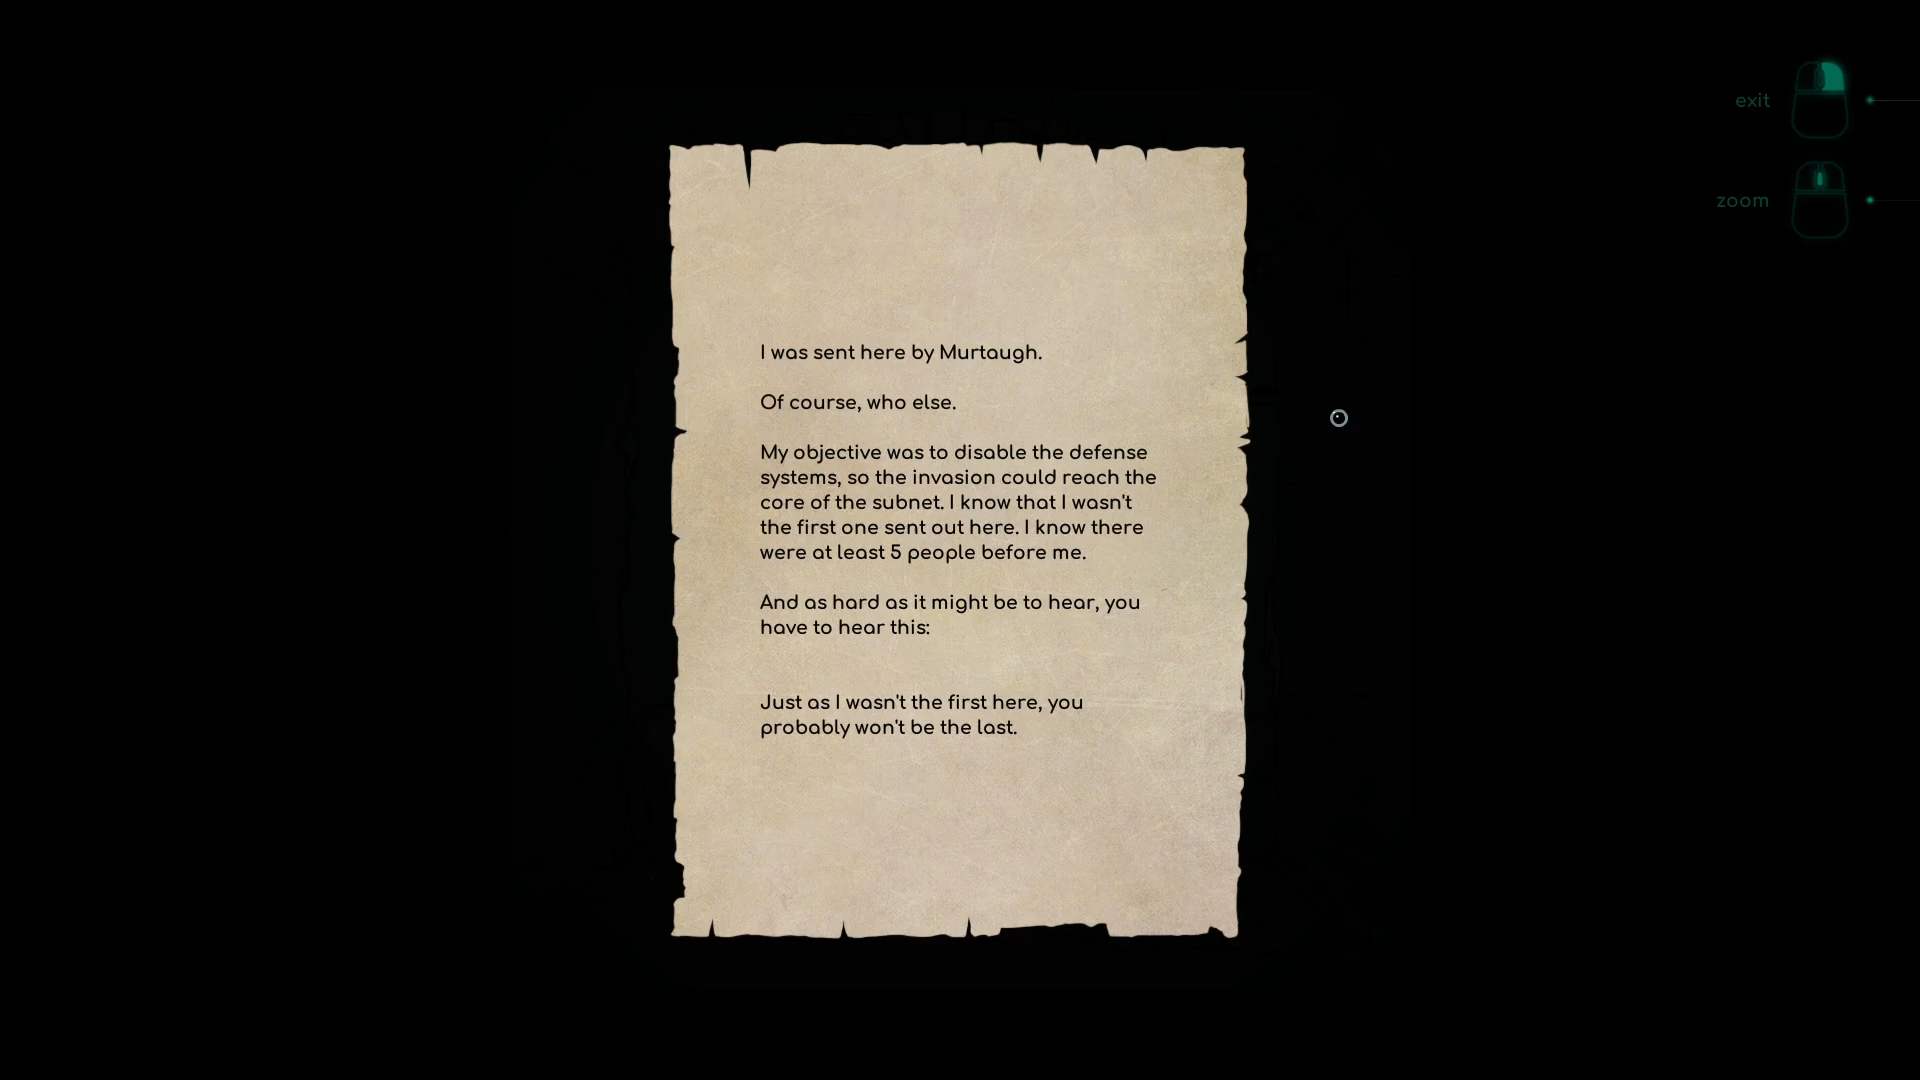 exit
zoom
I was sent here by Murtaugh.
Of course, who else.
My objective was to disable the defense
systems, so the invasion could reach the
core of the subnet. I know that I wasn't
the first one sent out here. I know there
were at least 5 people before me.
And as hard as it might be to hear, you
have to hear this:
Just as I wasn't the first here, you
probably won't be the last.